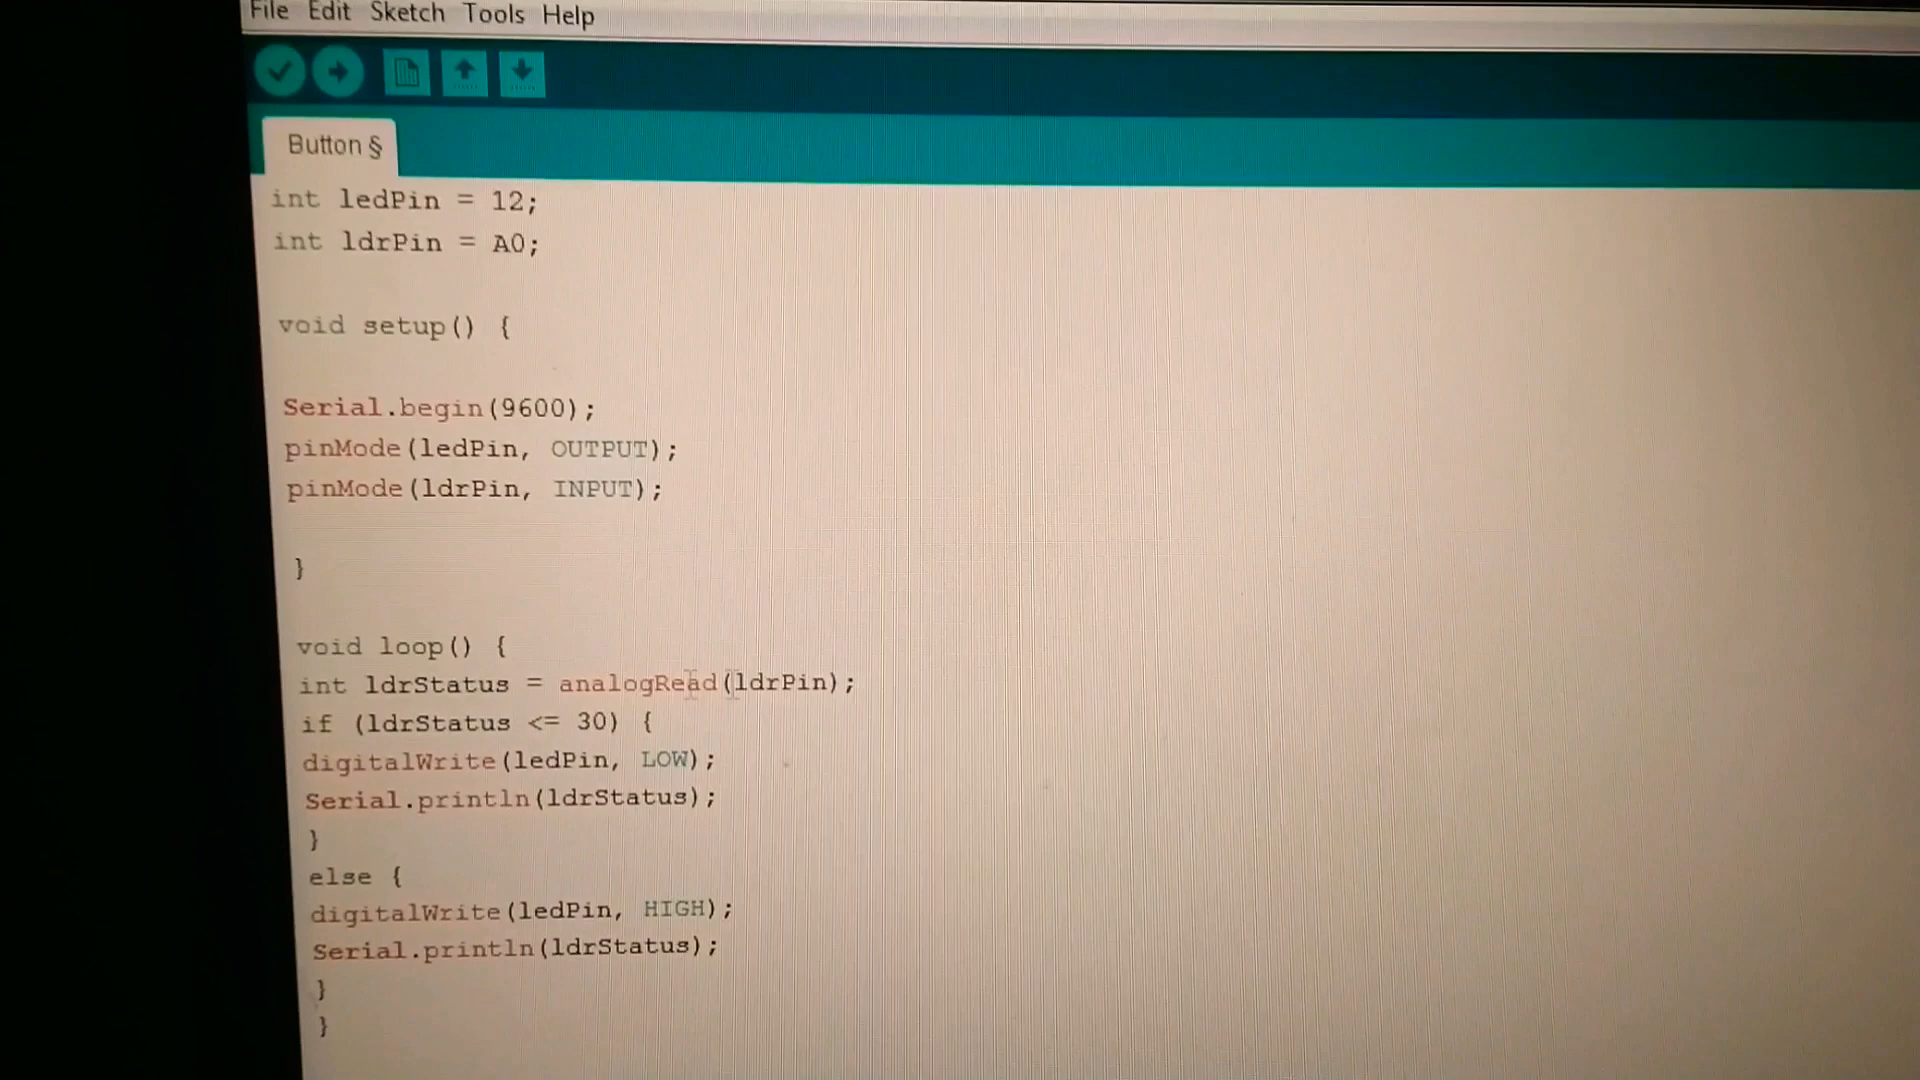 File Edit Sketch Tools Help
Button §
int ledPin = 12;
int ldrPin = A0;
void setup() {
Serial.begin(9600);
pinMode(ledPin, OUTPUT);
pinMode(ldrPin, INPUT);
}
void loop() {
int ldrStatus = analogRead(ldrPin);
if (ldrStatus <= 30) {
digitalWrite(ledPin, LOW);
Serial.println(ldrStatus);
}
else {
digitalWrite(ledPin, HIGH);
Serial.println(ldrStatus);
}
}